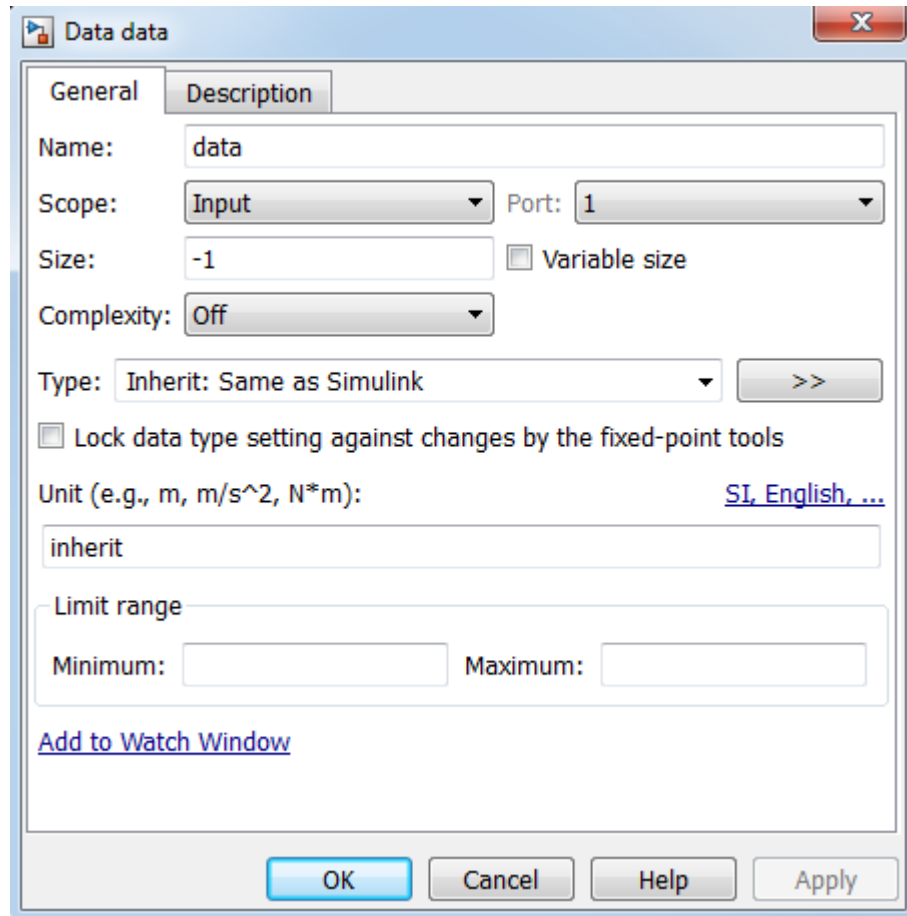 Data data
General Description
Name: data
Scope: Input Port: 1
Size: -1 Variable size
Complexity: Off
Type: Inherit: Same as Simulink >>
Lock data type setting against changes by the fixed-point tools
Unit (e.g., m, m/s^2, N*m): SI, English, ...
inherit
Limit range
Minimum: Maximum:
Add to Watch Window
OK Cancel Help Apply